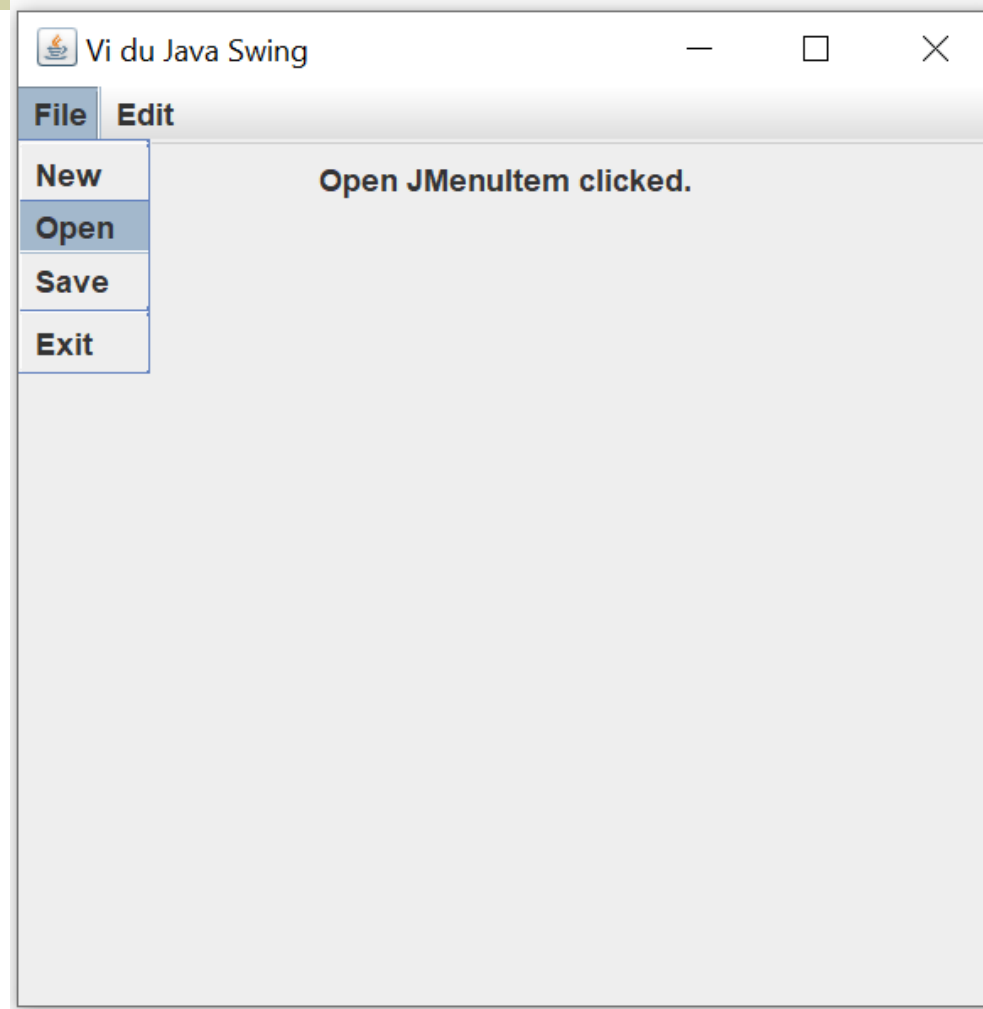 Vi du Java Swing
File Edit
New
Open JMenuItem clicked.
Open
Save
Exit